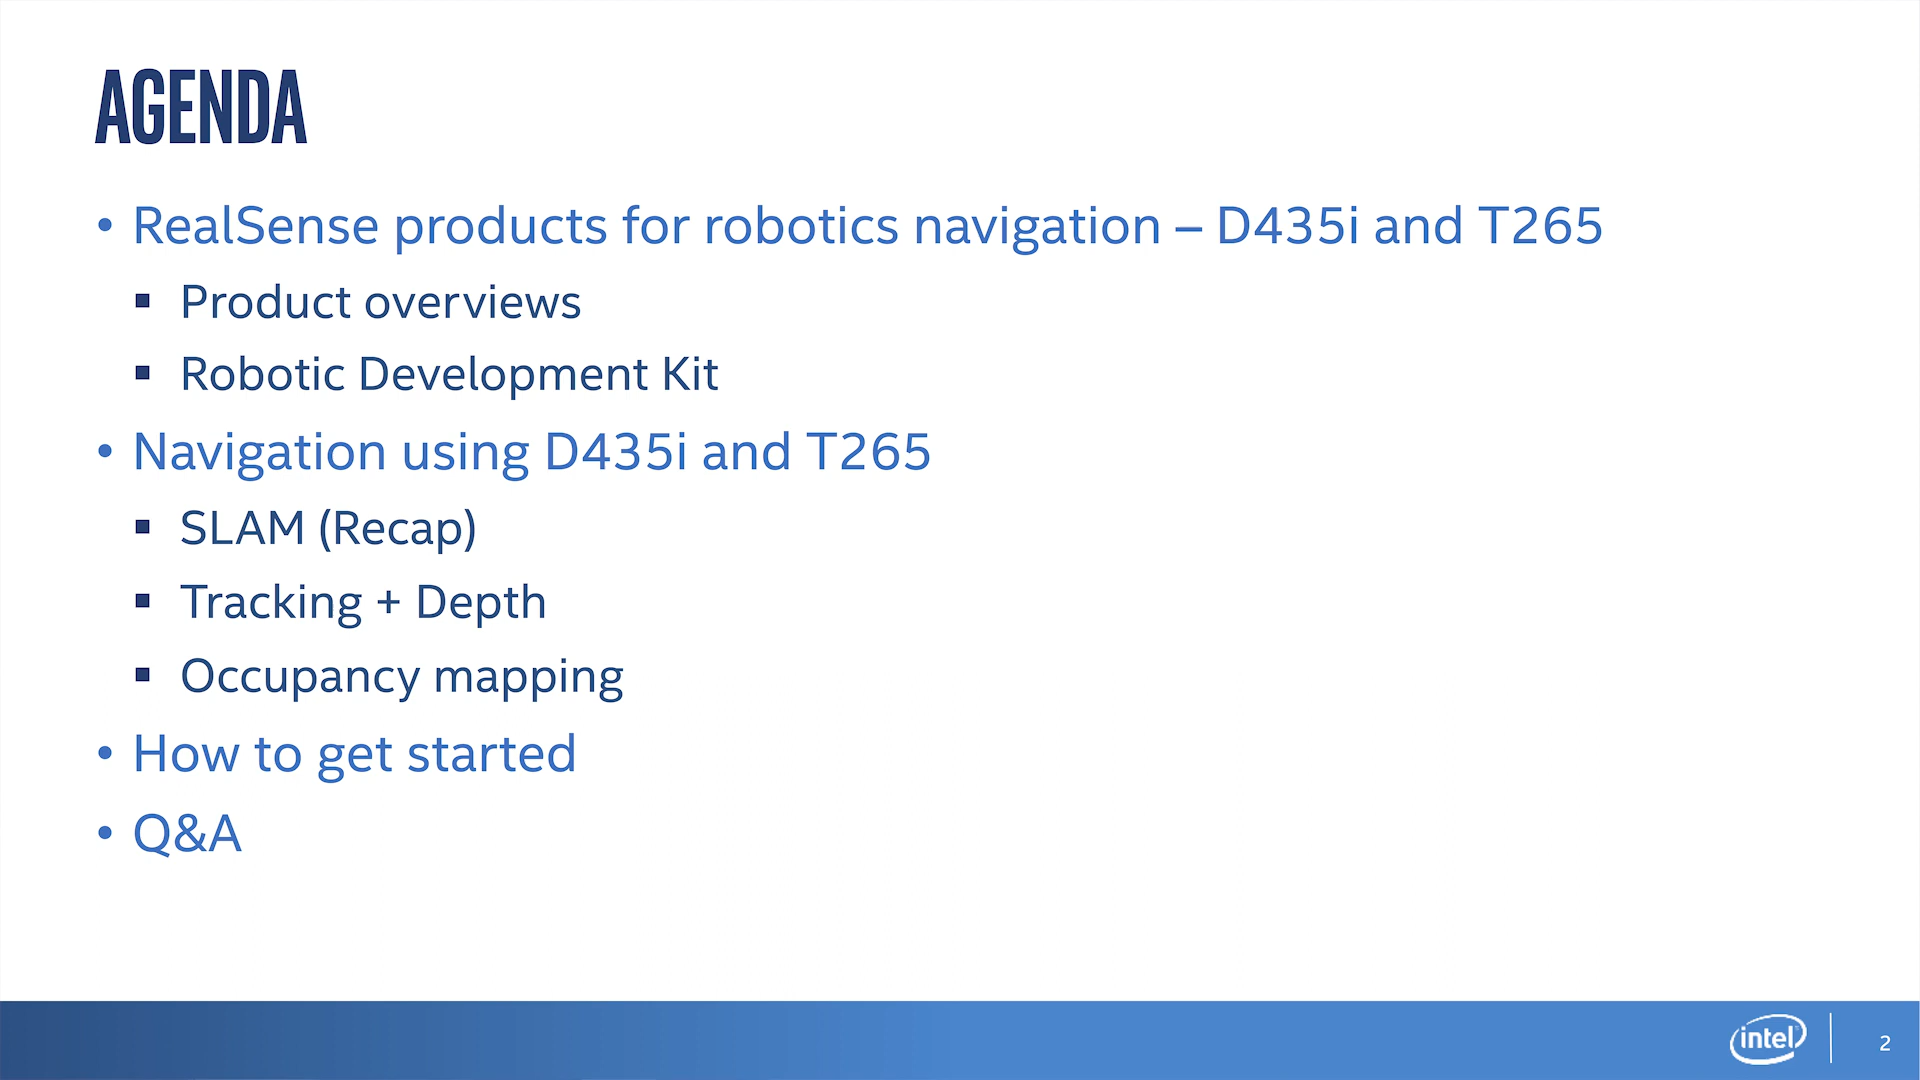 AGENDA
• RealSense products for robotics navigation – D435i and T265
▪ Product overviews
▪ Robotic Development Kit
• Navigation using D435i and T265
▪ SLAM (Recap)
▪ Tracking + Depth
▪ Occupancy mapping
• How to get started
• Q&A
intel
2